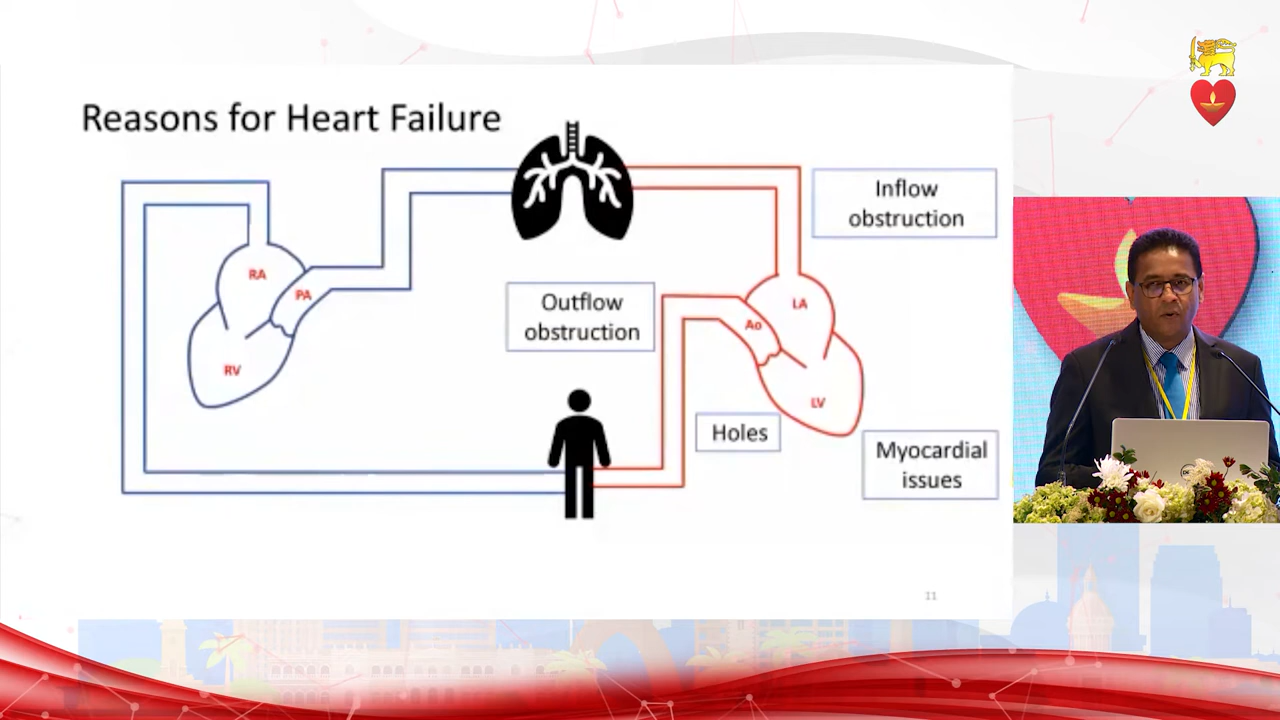 Reasons for Heart Failure
Inflow
obstruction
RA
PA
LA
Outflow
obstruction
Ao
RV
LV
Holes
Myocardial
issues
11